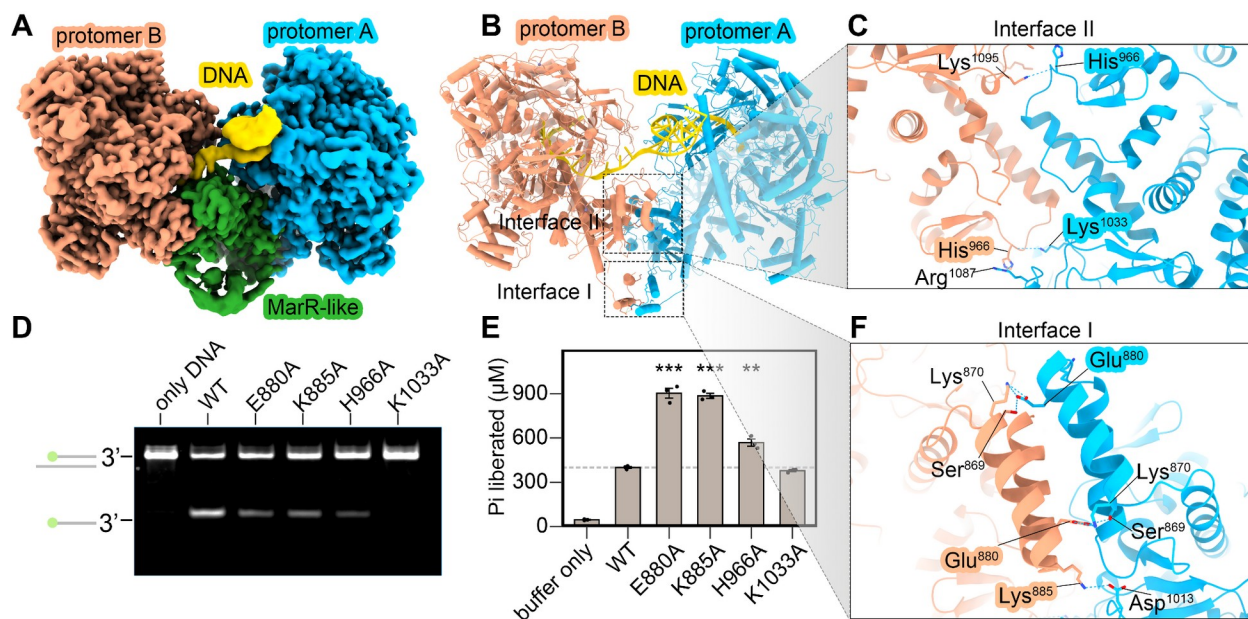 A
protomer B
protomer A
DNA
MarR-like
B
protomer B
protomer A
DNA
Interface II
Interface I
C
Interface II
Lys1095
His966
His966
Lys1033
Arg1087
D
only DNA
WT
E880A
K885A
H966A
K1033A
3'
3'
E
Pi liberated (µM)
900
600
300
0
***
***
**
buffer only
WT
E880A
K885A
H966A
K1033A
F
Interface I
Glu880
Lys870
Ser869
Lys870
Ser869
Glu880
Lys885
Asp1013